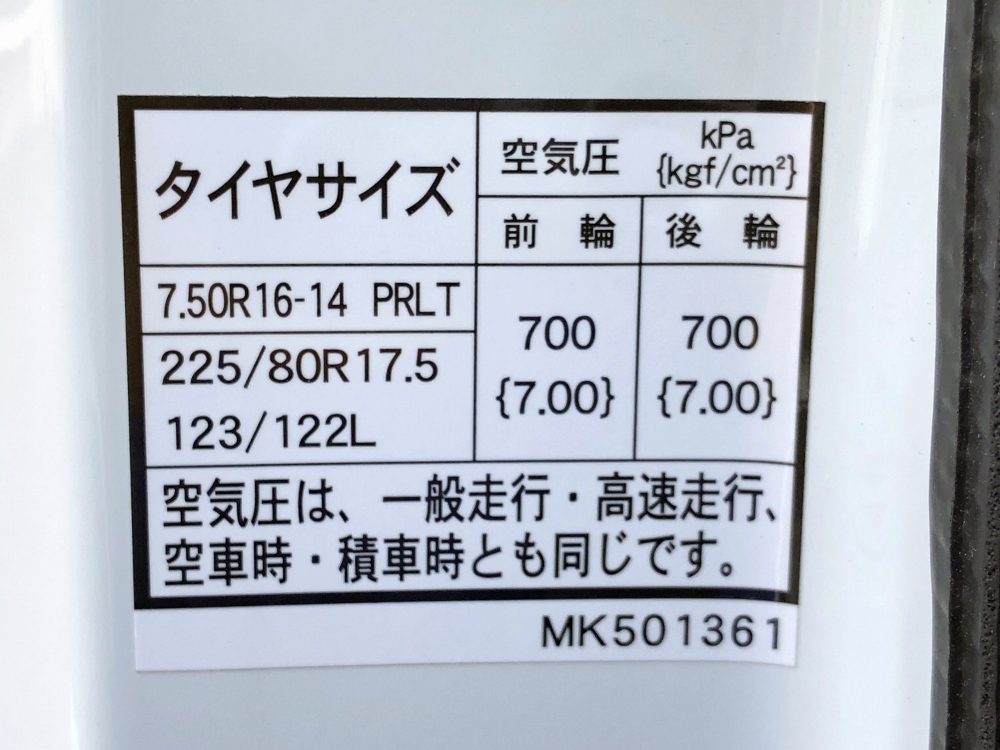 タイヤサイズ
空気圧 kPa
{kgf/cm²}
前輪 後輪
7.50R16-14 PRLT
225/80R17.5
123/122L
700 700
{7.00} {7.00}
空気圧は、一般走行・高速走行、
空車時・積車時とも同じです。
MK501361